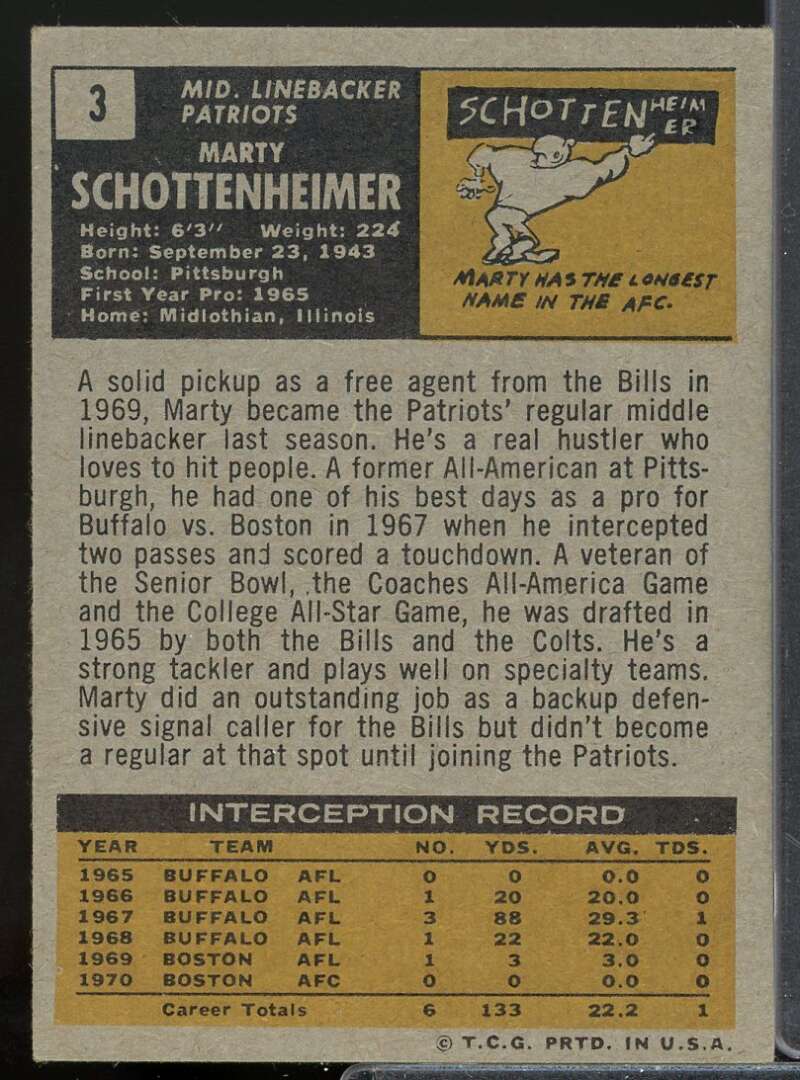 3
MID. LINEBACKER
PATRIOTS
MARTY
SCHOTTENHEIMER
Height: 6'3" Weight: 224
Born: September 23, 1943
School: Pittsburgh
First Year Pro: 1965
Home: Midlothian, Illinois
SCHOTTENHEIM
ER
MARTY HAS THE LONGEST
NAME IN THE AFC.
A solid pickup as a free agent from the Bills in
1969, Marty became the Patriots' regular middle
linebacker last season. He's a real hustler who
loves to hit people. A former All-American at Pitts-
burgh, he had one of his best days as a pro for
Buffalo vs. Boston in 1967 when he intercepted
two passes and scored a touchdown. A veteran of
the Senior Bowl, the Coaches All-America Game
and the College All-Star Game, he was drafted in
1965 by both the Bills and the Colts. He's a
strong tackler and plays well on specialty teams.
Marty did an outstanding job as a backup defen-
sive signal caller for the Bills but didn't become
a regular at that spot until joining the Patriots.
INTERCEPTION RECORD
YEAR TEAM NO. YDS. AVG. TDS.
1965 BUFFALO AFL 0 0 0.0 0
1966 BUFFALO AFL 1 20 20.0 0
1967 BUFFALO AFL 3 88 29.3 1
1968 BUFFALO AFL 1 22 22.0 0
1969 BOSTON AFL 1 3 3.0 0
1970 BOSTON AFC 0 0 0.0 0
Career Totals 6 133 22.2 1
© T.C.G. PRTD. IN U.S.A.